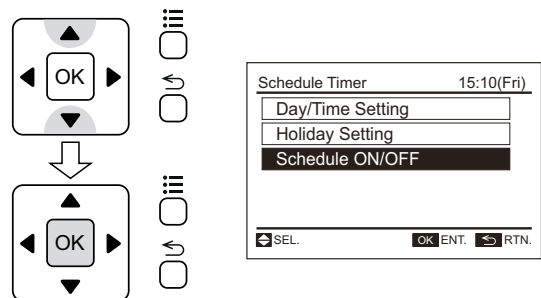 OK
OK
Schedule Timer 15:10(Fri)
Day/Time Setting
Holiday Setting
Schedule ON/OFF
SEL. OK ENT. RTN.